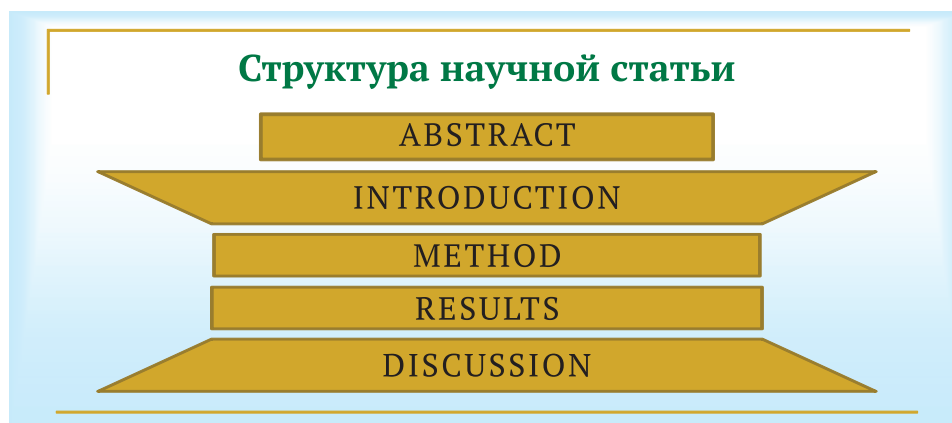 Структура научной статьи
ABSTRACT
INTRODUCTION
METHOD
RESULTS
DISCUSSION